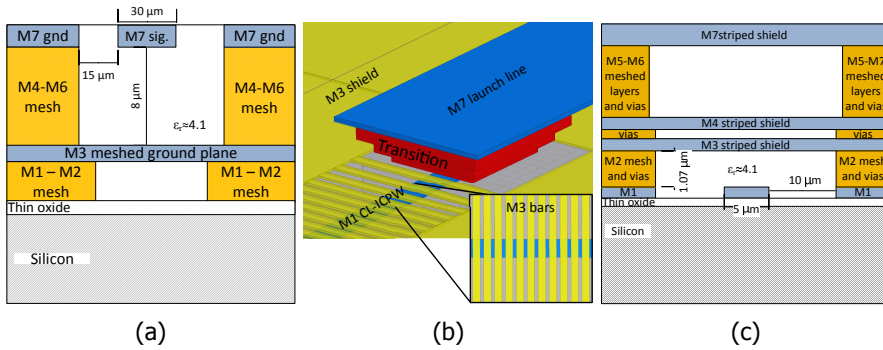 30 µm
M7 gnd
M7 sig.
M7 gnd
15 µm
M4-M6
mesh
8 µm
εr≈4.1
M4-M6
mesh
M3 meshed ground plane
M1 – M2
mesh
M1 – M2
mesh
Thin oxide
Silicon
(a)
M3 shield
M7 launch line
Transition
M1 CL-ICPW
M3 bars
(b)
M7striped shield
M5-M6
meshed
layers
and vias
M5-M7
meshed
layers
and vias
M4 striped shield
vias
vias
M3 striped shield
M2 mesh
and vias
1.07 µm
εr≈4.1
M2 mesh
and vias
10 µm
M1
M1
Thin oxide
5 µm
Silicon
(c)